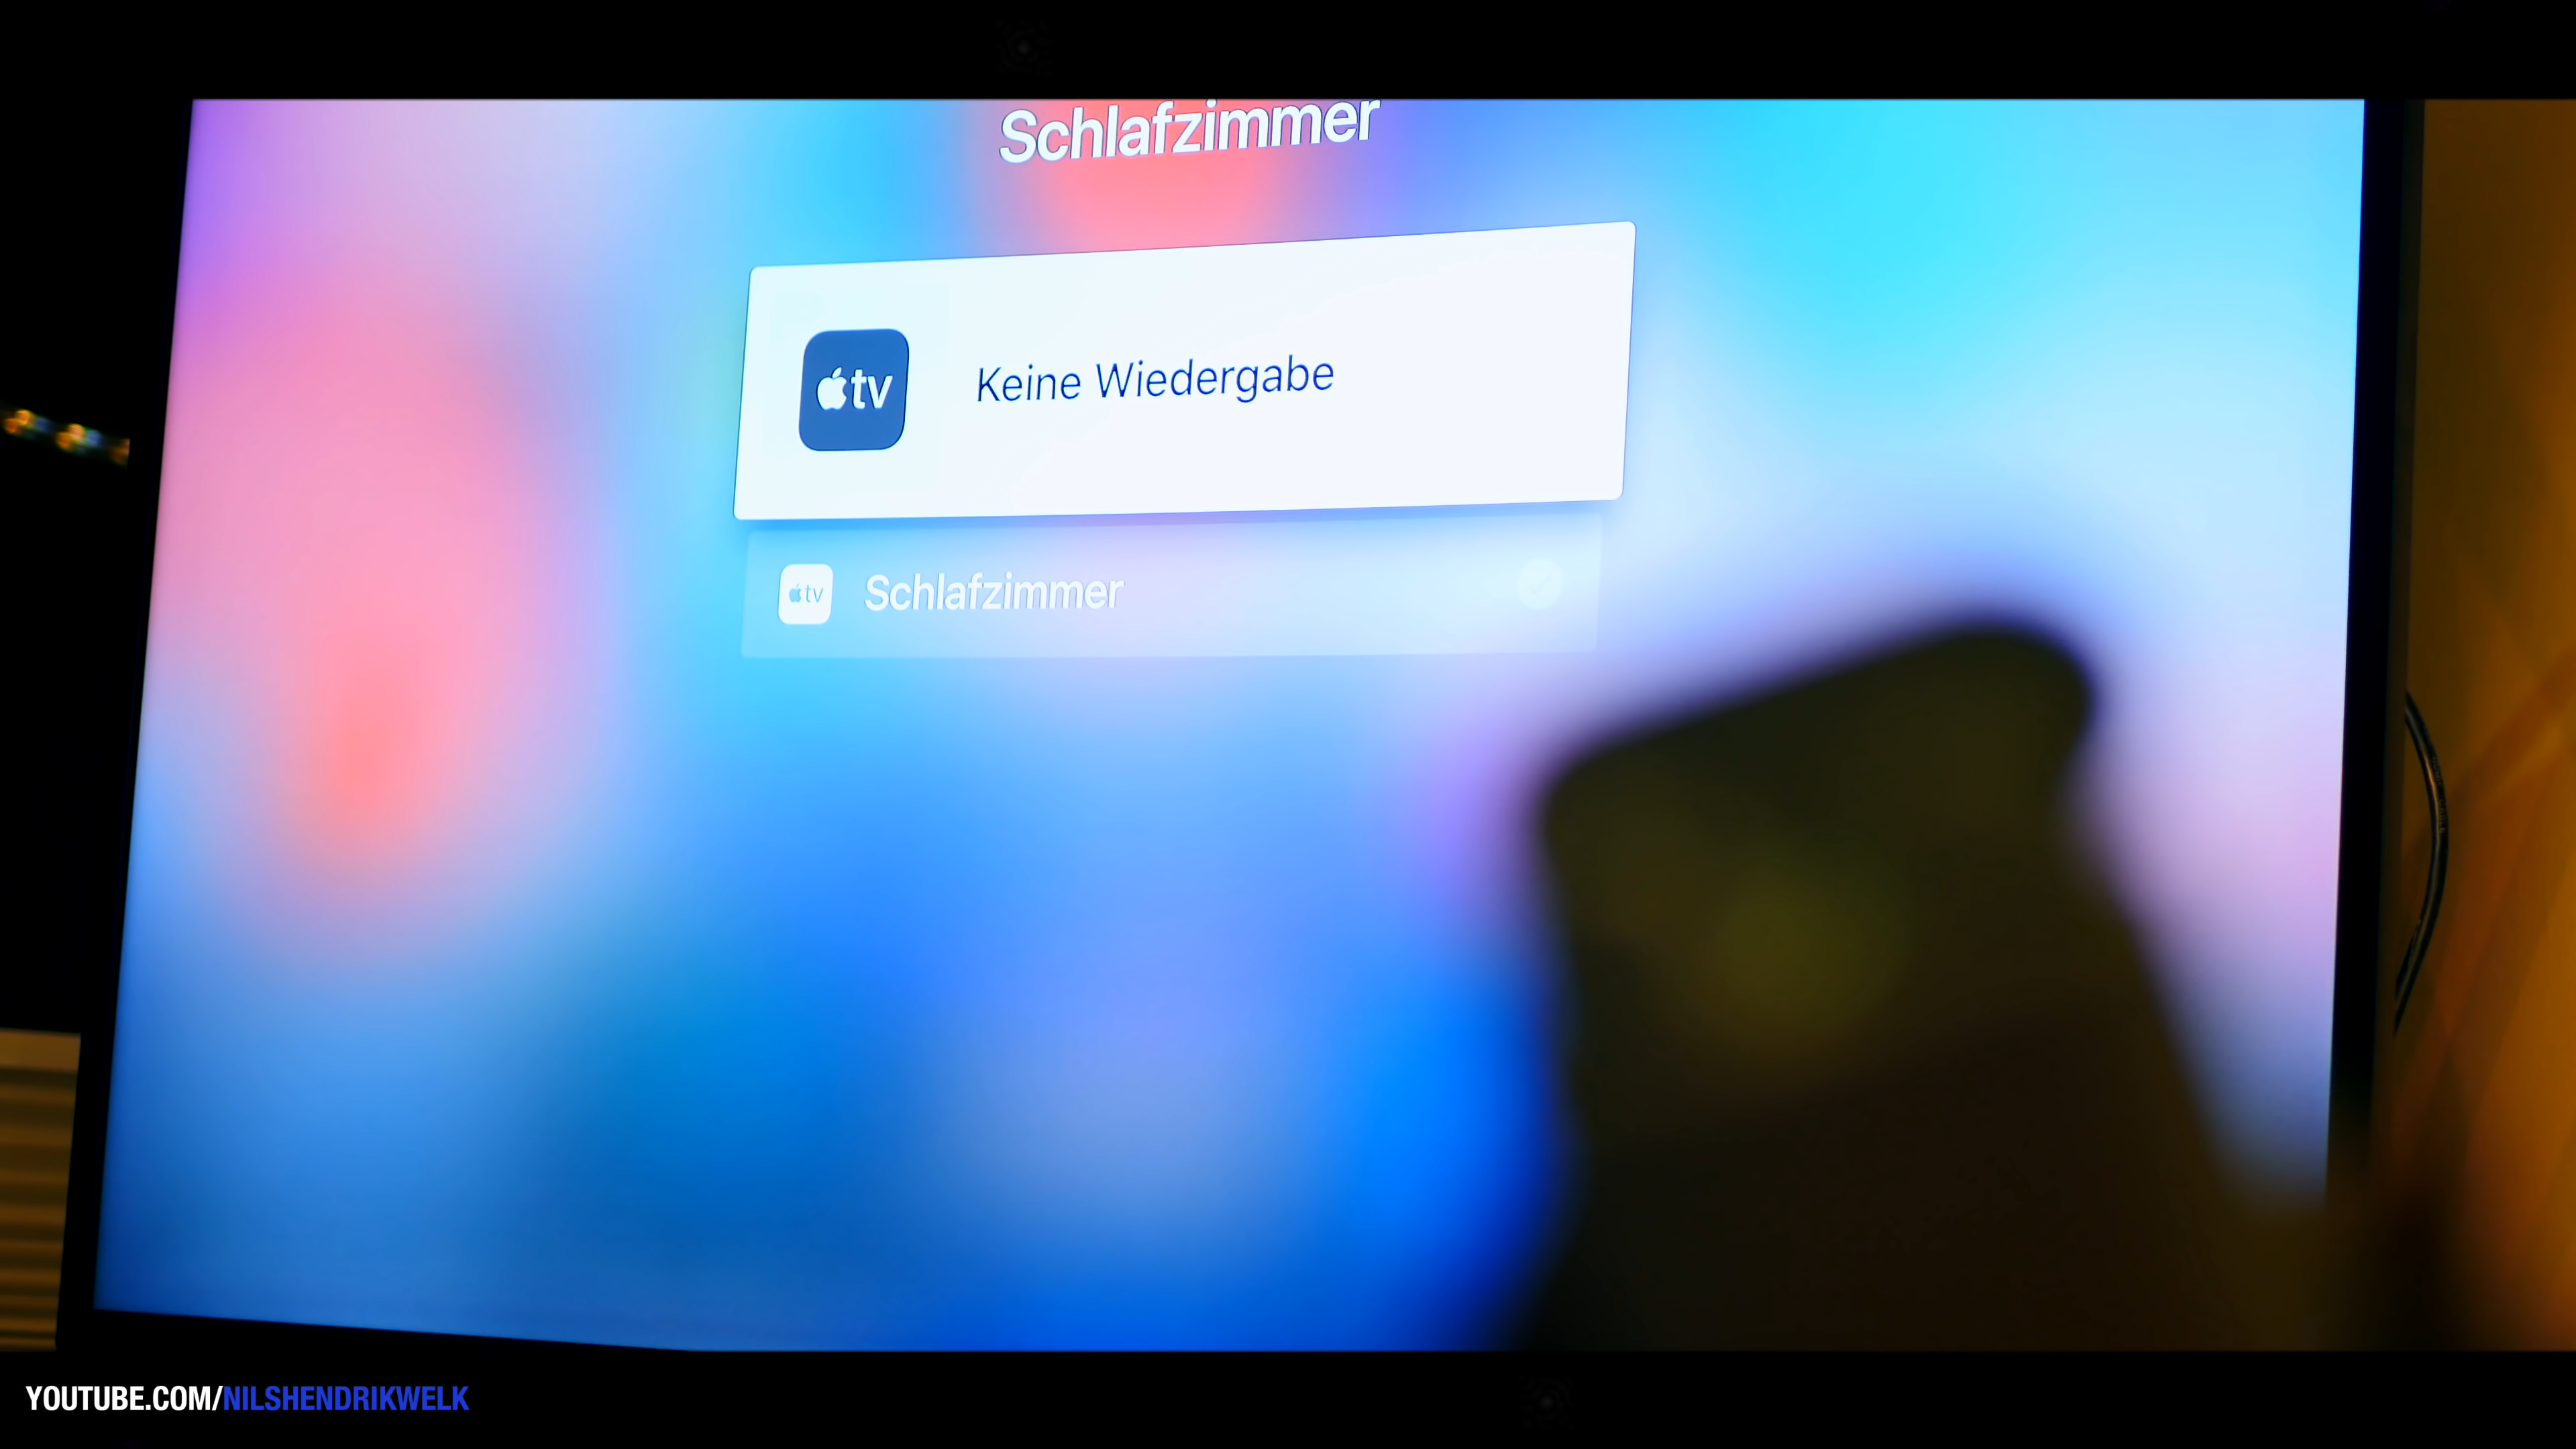 Schlafzimmer
tv
Keine Wiedergabe
tv
Schlafzimmer
YOUTUBE.COM/NILSHENDRIKWELK